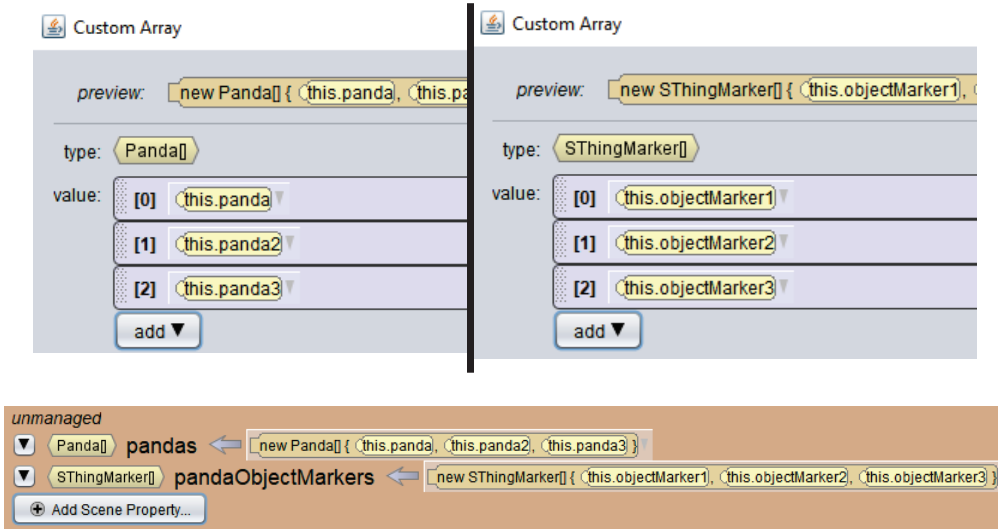 Custom Array
preview: new Panda[] { this.panda, this.pa
type: Panda[]
value: [0] this.panda
[1] this.panda2
[2] this.panda3
add
Custom Array
preview: new SThingMarker[] { this.objectMarker1,
type: SThingMarker[]
value: [0] this.objectMarker1
[1] this.objectMarker2
[2] this.objectMarker3
add
unmanaged
Panda[] pandas new Panda[] { this.panda, this.panda2, this.panda3 }
SThingMarker[] pandaObjectMarkers new SThingMarker[] { this.objectMarker1, this.objectMarker2, this.objectMarker3 }
Add Scene Property...